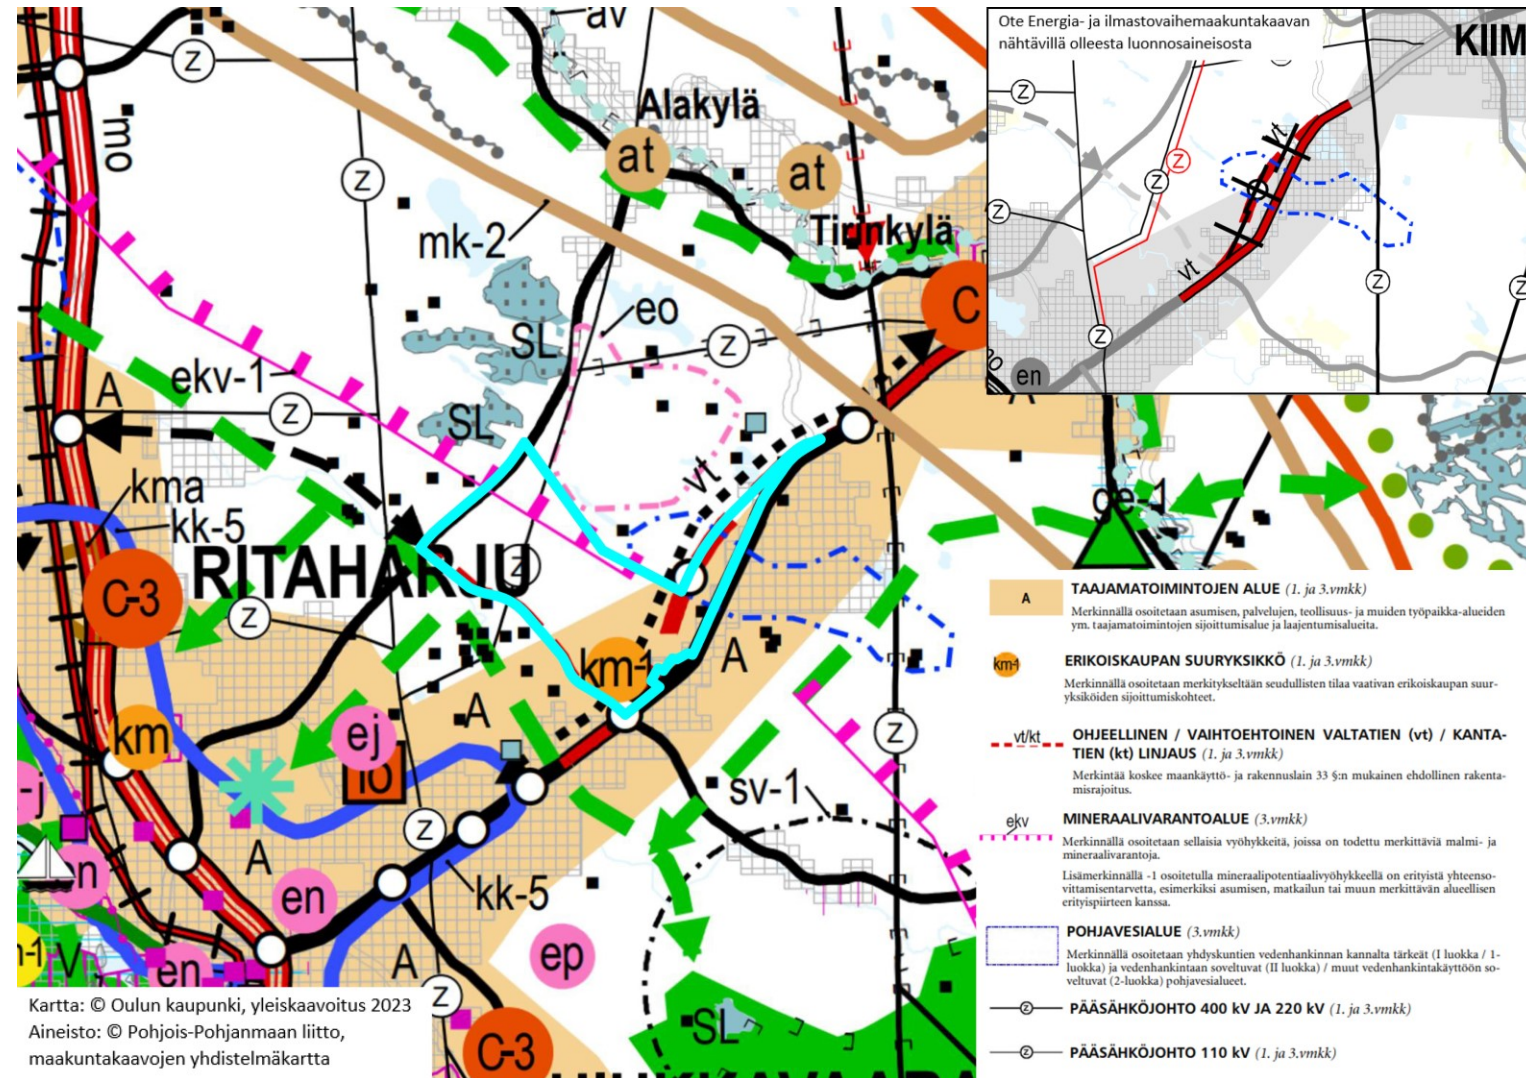 Ote Energia- ja ilmastovaihemaakuntakaavan
nähtävillä olleesta luonnosaineisosta
KIIM
Z
Z
Z
Z
Z
Z
Z
vt
vt
en
av
Z
mo
Alakylä
at
at
Z
mk-2
Tirinkylä
eo
C
SL
Z
ekv-1
A
Z
SL
vt
kma
kk-5
ge-1
RITAHARJU
Z
C-3
Z
km-1
A
A
ej
km
io
Z
sv-1
-j
Z
A
en
en
kk-5
A
ep
en
V
Z
SL
C-3
Kartta: © Oulun kaupunki, yleiskaavoitus 2023
Aineisto: © Pohjois-Pohjanmaan liitto,
maakuntakaavojen yhdistelmäkartta
A
TAAJAMATOIMINTOJEN ALUE (1. ja 3.vmkk)
Merkinnällä osoitetaan asumisen, palvelujen, teollisuus- ja muiden työpaikka-alueiden
ym. taajamatoimintojen sijoittumisalue ja laajentumisalueita.
km-1
ERIKOISKAUPAN SUURYKSIKKÖ (1. ja 3.vmkk)
Merkinnällä osoitetaan merkitykseltään seudullisten tilaa vaativan erikoiskaupan suur-
yksiköiden sijoittumiskohteet.
vt/kt
OHJEELLINEN / VAIHTOEHTOINEN VALTATIEN (vt) / KANTA-
TIEN (kt) LINJAUS (1. ja 3.vmkk)
Merkintää koskee maankäyttö- ja rakennuslain 33 §:n mukainen ehdollinen rakenta-
misrajoitus.
ekv
MINERAALIVARANTOALUE (3.vmkk)
Merkinnällä osoitetaan sellaisia vyöhykkeitä, joissa on todettu merkittäviä malmi- ja
mineraalivarantoja.
Lisämerkinnällä -1 osoitetulla mineraalipotentiaalivyöhykkeellä on erityistä yhteenso-
vittamisentarvetta, esimerkiksi asumisen, matkailun tai muun merkittävän alueellisen
erityispiirteen kanssa.
POHJAVESIALUE (3.vmkk)
Merkinnällä osoitetaan yhdyskuntien vedenhankinnan kannalta tärkeät (I luokka / 1-
luokka) ja vedenhankintaan soveltuvat (II luokka) / muut vedenhankintakäyttöön so-
veltuvat (2-luokka) pohjavesialueet.
Z
PÄÄSÄHKÖJOHTO 400 kV JA 220 kV (1. ja 3.vmkk)
Z
PÄÄSÄHKÖJOHTO 110 kV (1. ja 3.vmkk)